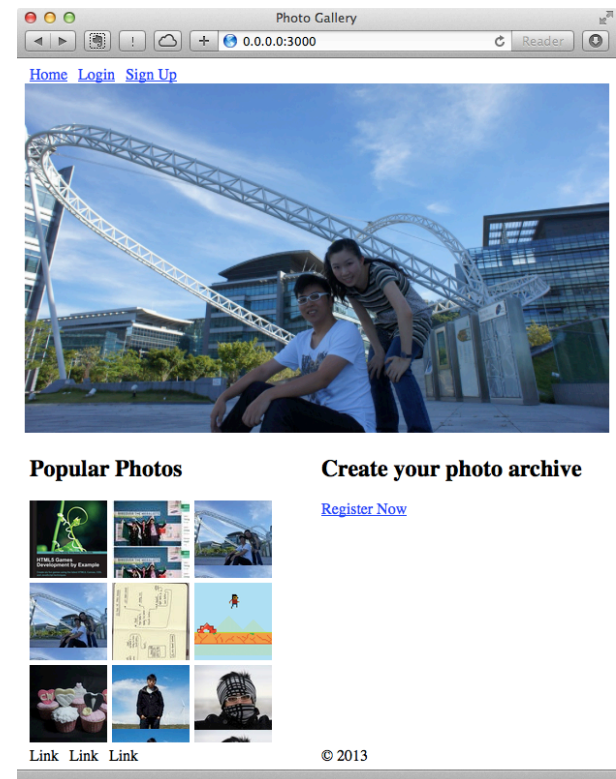 Photo Gallery
0.0.0.0:3000
Reader
Home Login Sign Up
Popular Photos
Create your photo archive
Register Now
HTML5 Games
Development by Example
Link Link Link
© 2013